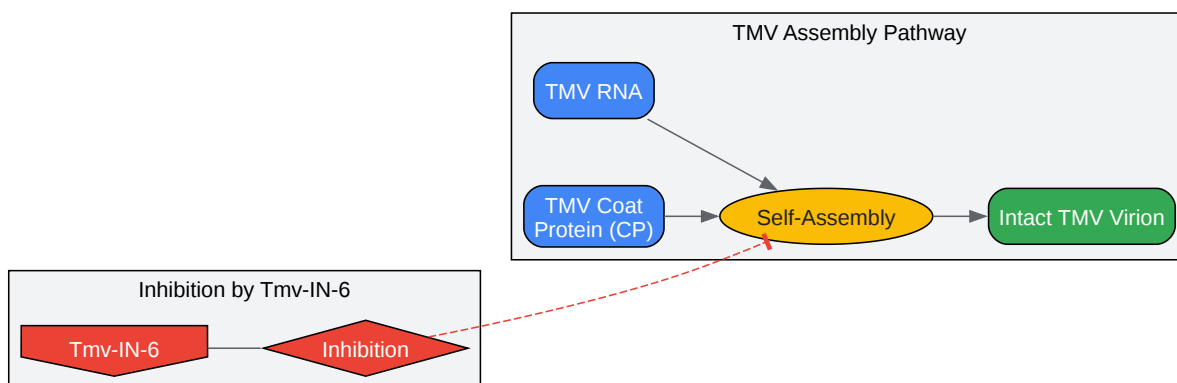 TMV Assembly Pathway
TMV RNA
TMV Coat
Protein (CP)
Self-Assembly
Intact TMV Virion
Inhibition by Tmv-IN-6
Tmv-IN-6
Inhibition